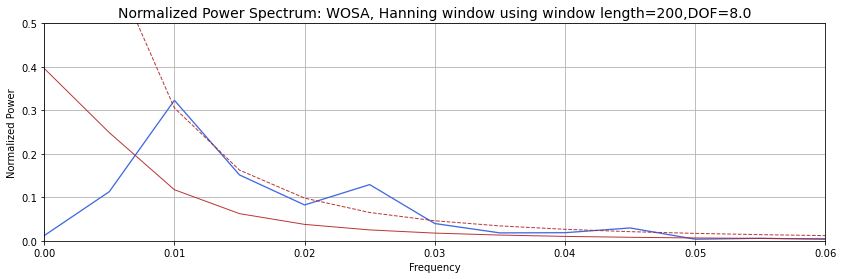 Normalized Power Spectrum: WOSA, Hanning window using window length=200,DOF=8.0
Normalized Power
0.5
0.4
0.3
0.2
0.1
0.0
0.00 0.01 0.02 0.03 0.04 0.05 0.06
Frequency